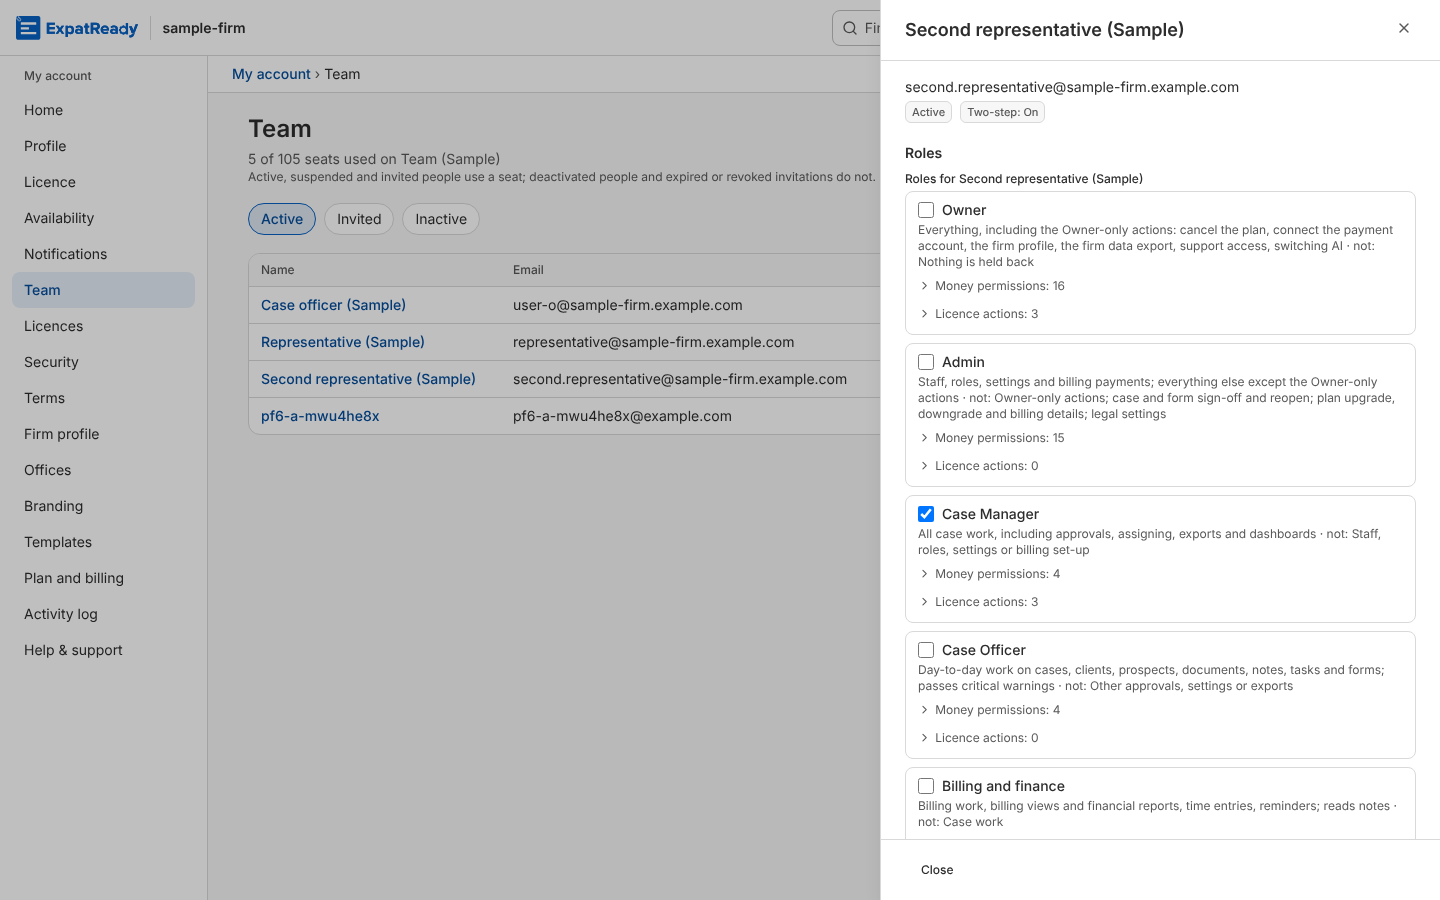 ExpatReady
sample-firm
Fin
My account
Home
Profile
Licence
Availability
Notifications
Team
Licences
Security
Terms
Firm profile
Offices
Branding
Templates
Plan and billing
Activity log
Help & support
My account › Team
Team
5 of 105 seats used on Team (Sample)
Active, suspended and invited people use a seat; deactivated people and expired or revoked invitations do not.
Active Invited Inactive
Name Email
Case officer (Sample) user-o@sample-firm.example.com
Representative (Sample) representative@sample-firm.example.com
Second representative (Sample) second.representative@sample-firm.example.com
pf6-a-mwu4he8x pf6-a-mwu4he8x@example.com
Second representative (Sample)
second.representative@sample-firm.example.com
Active Two-step: On
Roles
Roles for Second representative (Sample)
Owner
Everything, including the Owner-only actions: cancel the plan, connect the payment
account, the firm profile, the firm data export, support access, switching AI · not:
Nothing is held back
Money permissions: 16
Licence actions: 3
Admin
Staff, roles, settings and billing payments; everything else except the Owner-only
actions · not: Owner-only actions; case and form sign-off and reopen; plan upgrade,
downgrade and billing details; legal settings
Money permissions: 15
Licence actions: 0
Case Manager
All case work, including approvals, assigning, exports and dashboards · not: Staff,
roles, settings or billing set-up
Money permissions: 4
Licence actions: 3
Case Officer
Day-to-day work on cases, clients, prospects, documents, notes, tasks and forms;
passes critical warnings · not: Other approvals, settings or exports
Money permissions: 4
Licence actions: 0
Billing and finance
Billing work, billing views and financial reports, time entries, reminders; reads notes ·
not: Case work
Close